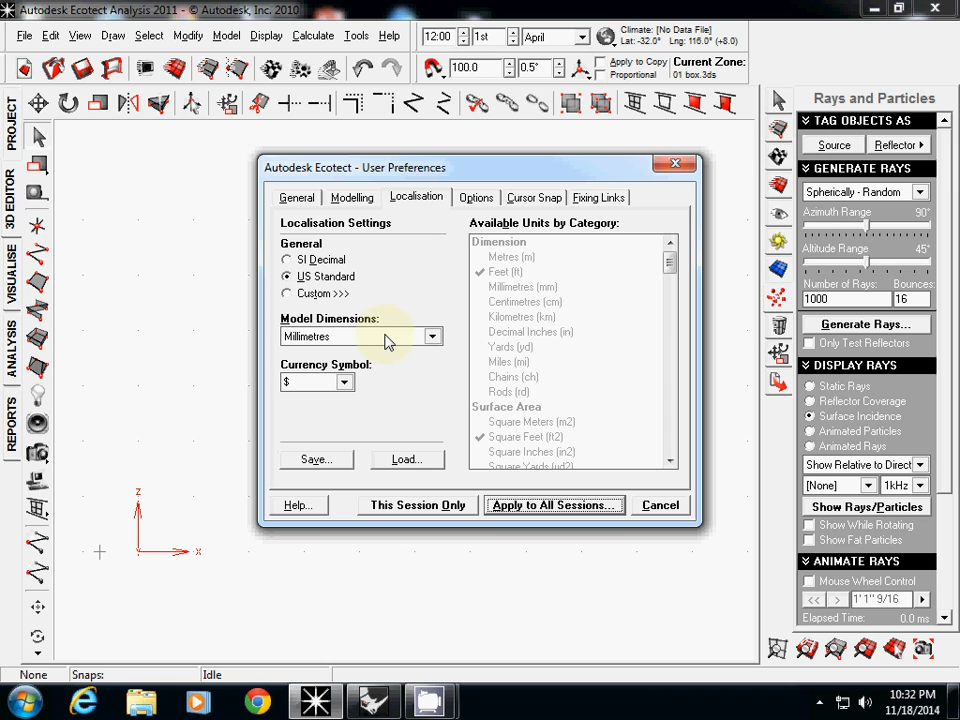 Autodesk Ecotect Analysis 2011 - © Autodesk, Inc. 2010
File Edit View Draw Select Modify Model Display Calculate Tools Help
12:00 1st April
Climate: [No Data File]
Lat: -32.0° Lng: 116.0° (+8.0)
100.0 0.5°
Apply to Copy
Proportional
Current Zone:
01 box.3ds
PROJECT
3D EDITOR
VISUALISE
ANALYSIS
REPORTS
Autodesk Ecotect - User Preferences
General Modelling Localisation Options Cursor Snap Fixing Links
Localisation Settings
General
SI Decimal
US Standard
Custom >>>
Model Dimensions:
Millimetres
Currency Symbol:
$
Save... Load...
Available Units by Category:
Dimension
Metres (m)
Feet (ft)
Millimetres (mm)
Centimetres (cm)
Kilometres (km)
Decimal Inches (in)
Yards (yd)
Miles (mi)
Chains (ch)
Rods (rd)
Surface Area
Square Meters (m2)
Square Feet (ft2)
Square Inches (in2)
Square Yards (yd2)
Help... This Session Only Apply to All Sessions... Cancel
z
x
Rays and Particles
TAG OBJECTS AS
Source Reflector
GENERATE RAYS
Spherically - Random
Azimuth Range 90°
Altitude Range 45°
Number of Rays: Bounces:
1000 16
Generate Rays...
Only Test Reflectors
DISPLAY RAYS
Static Rays
Reflector Coverage
Surface Incidence
Animated Particles
Animated Rays
Show Relative to Direct
[None] 1kHz
Show Rays/Particles
Show While Rotating
Show Fat Particles
ANIMATE RAYS
Mouse Wheel Control
<< > 1' 1" 9/16
Elapsed Time: 0.0 ms
None Snaps: Idle
10:32 PM
11/18/2014